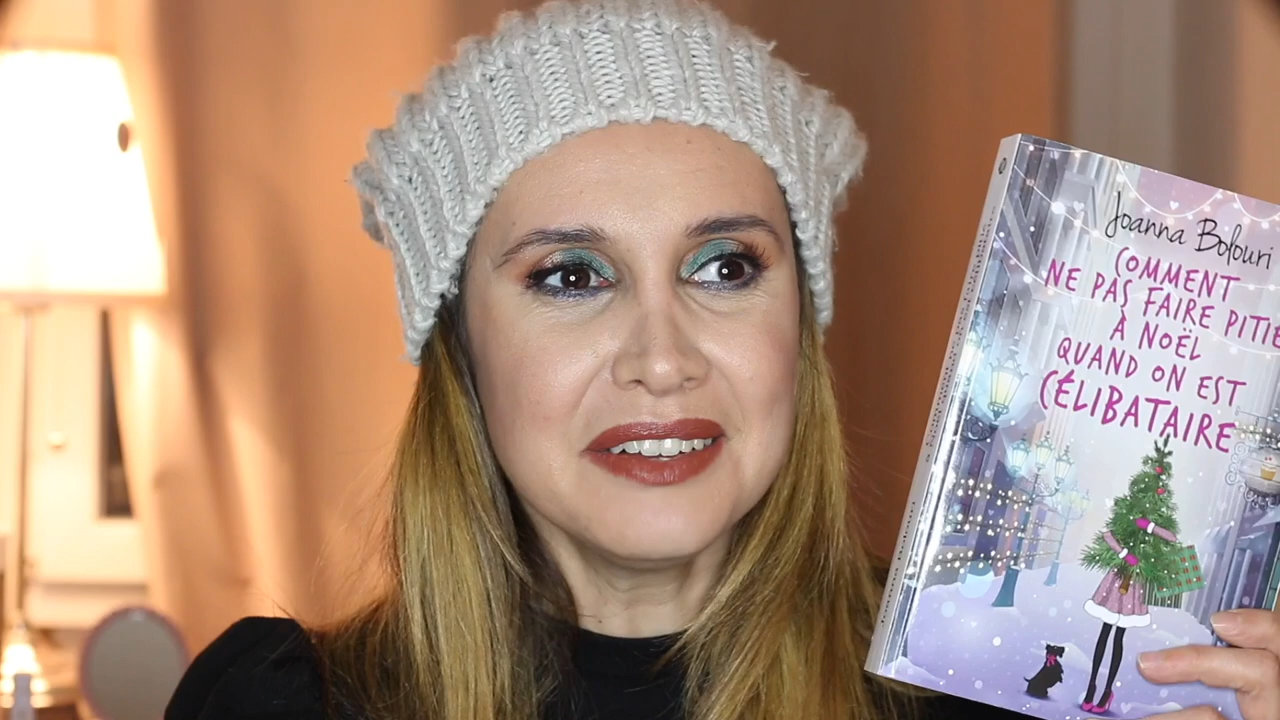 Joanna Bolouri
COMMENT
NE PAS FAIRE PITIÉ
À NOËL
QUAND ON EST
CÉLIBATAIRE